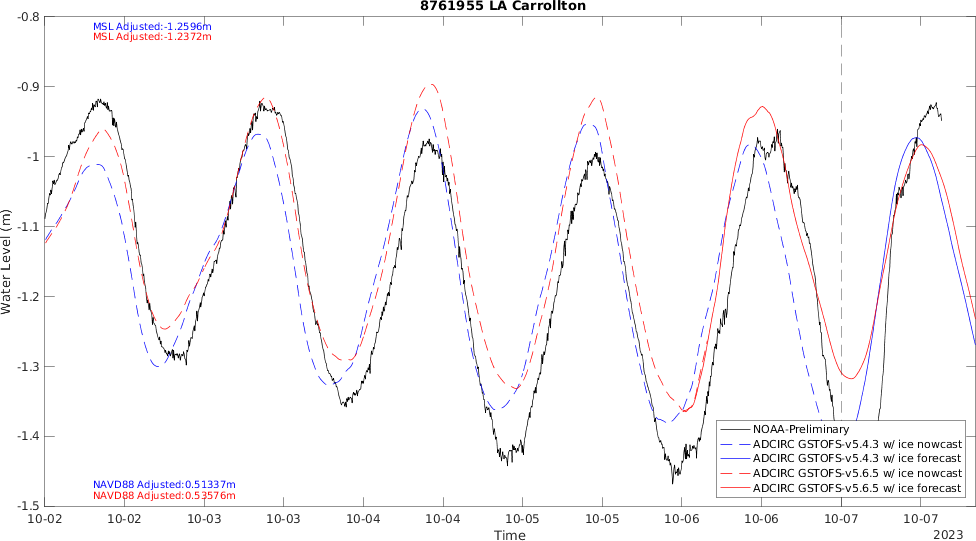 8761955 LA Carrollton
MSL Adjusted:-1.2596m
MSL Adjusted:-1.2372m
Water Level (m)
-0.8
-0.9
-1
-1.1
-1.2
-1.3
-1.4
-1.5
NOAA-Preliminary
ADCIRC GSTOFS-v5.4.3 w/ ice nowcast
ADCIRC GSTOFS-v5.4.3 w/ ice forecast
ADCIRC GSTOFS-v5.6.5 w/ ice nowcast
ADCIRC GSTOFS-v5.6.5 w/ ice forecast
NAVD88 Adjusted:0.51337m
NAVD88 Adjusted:0.53576m
10-02 10-02 10-03 10-03 10-04 10-04 10-05 10-05 10-06 10-06 10-07 10-07
Time
2023